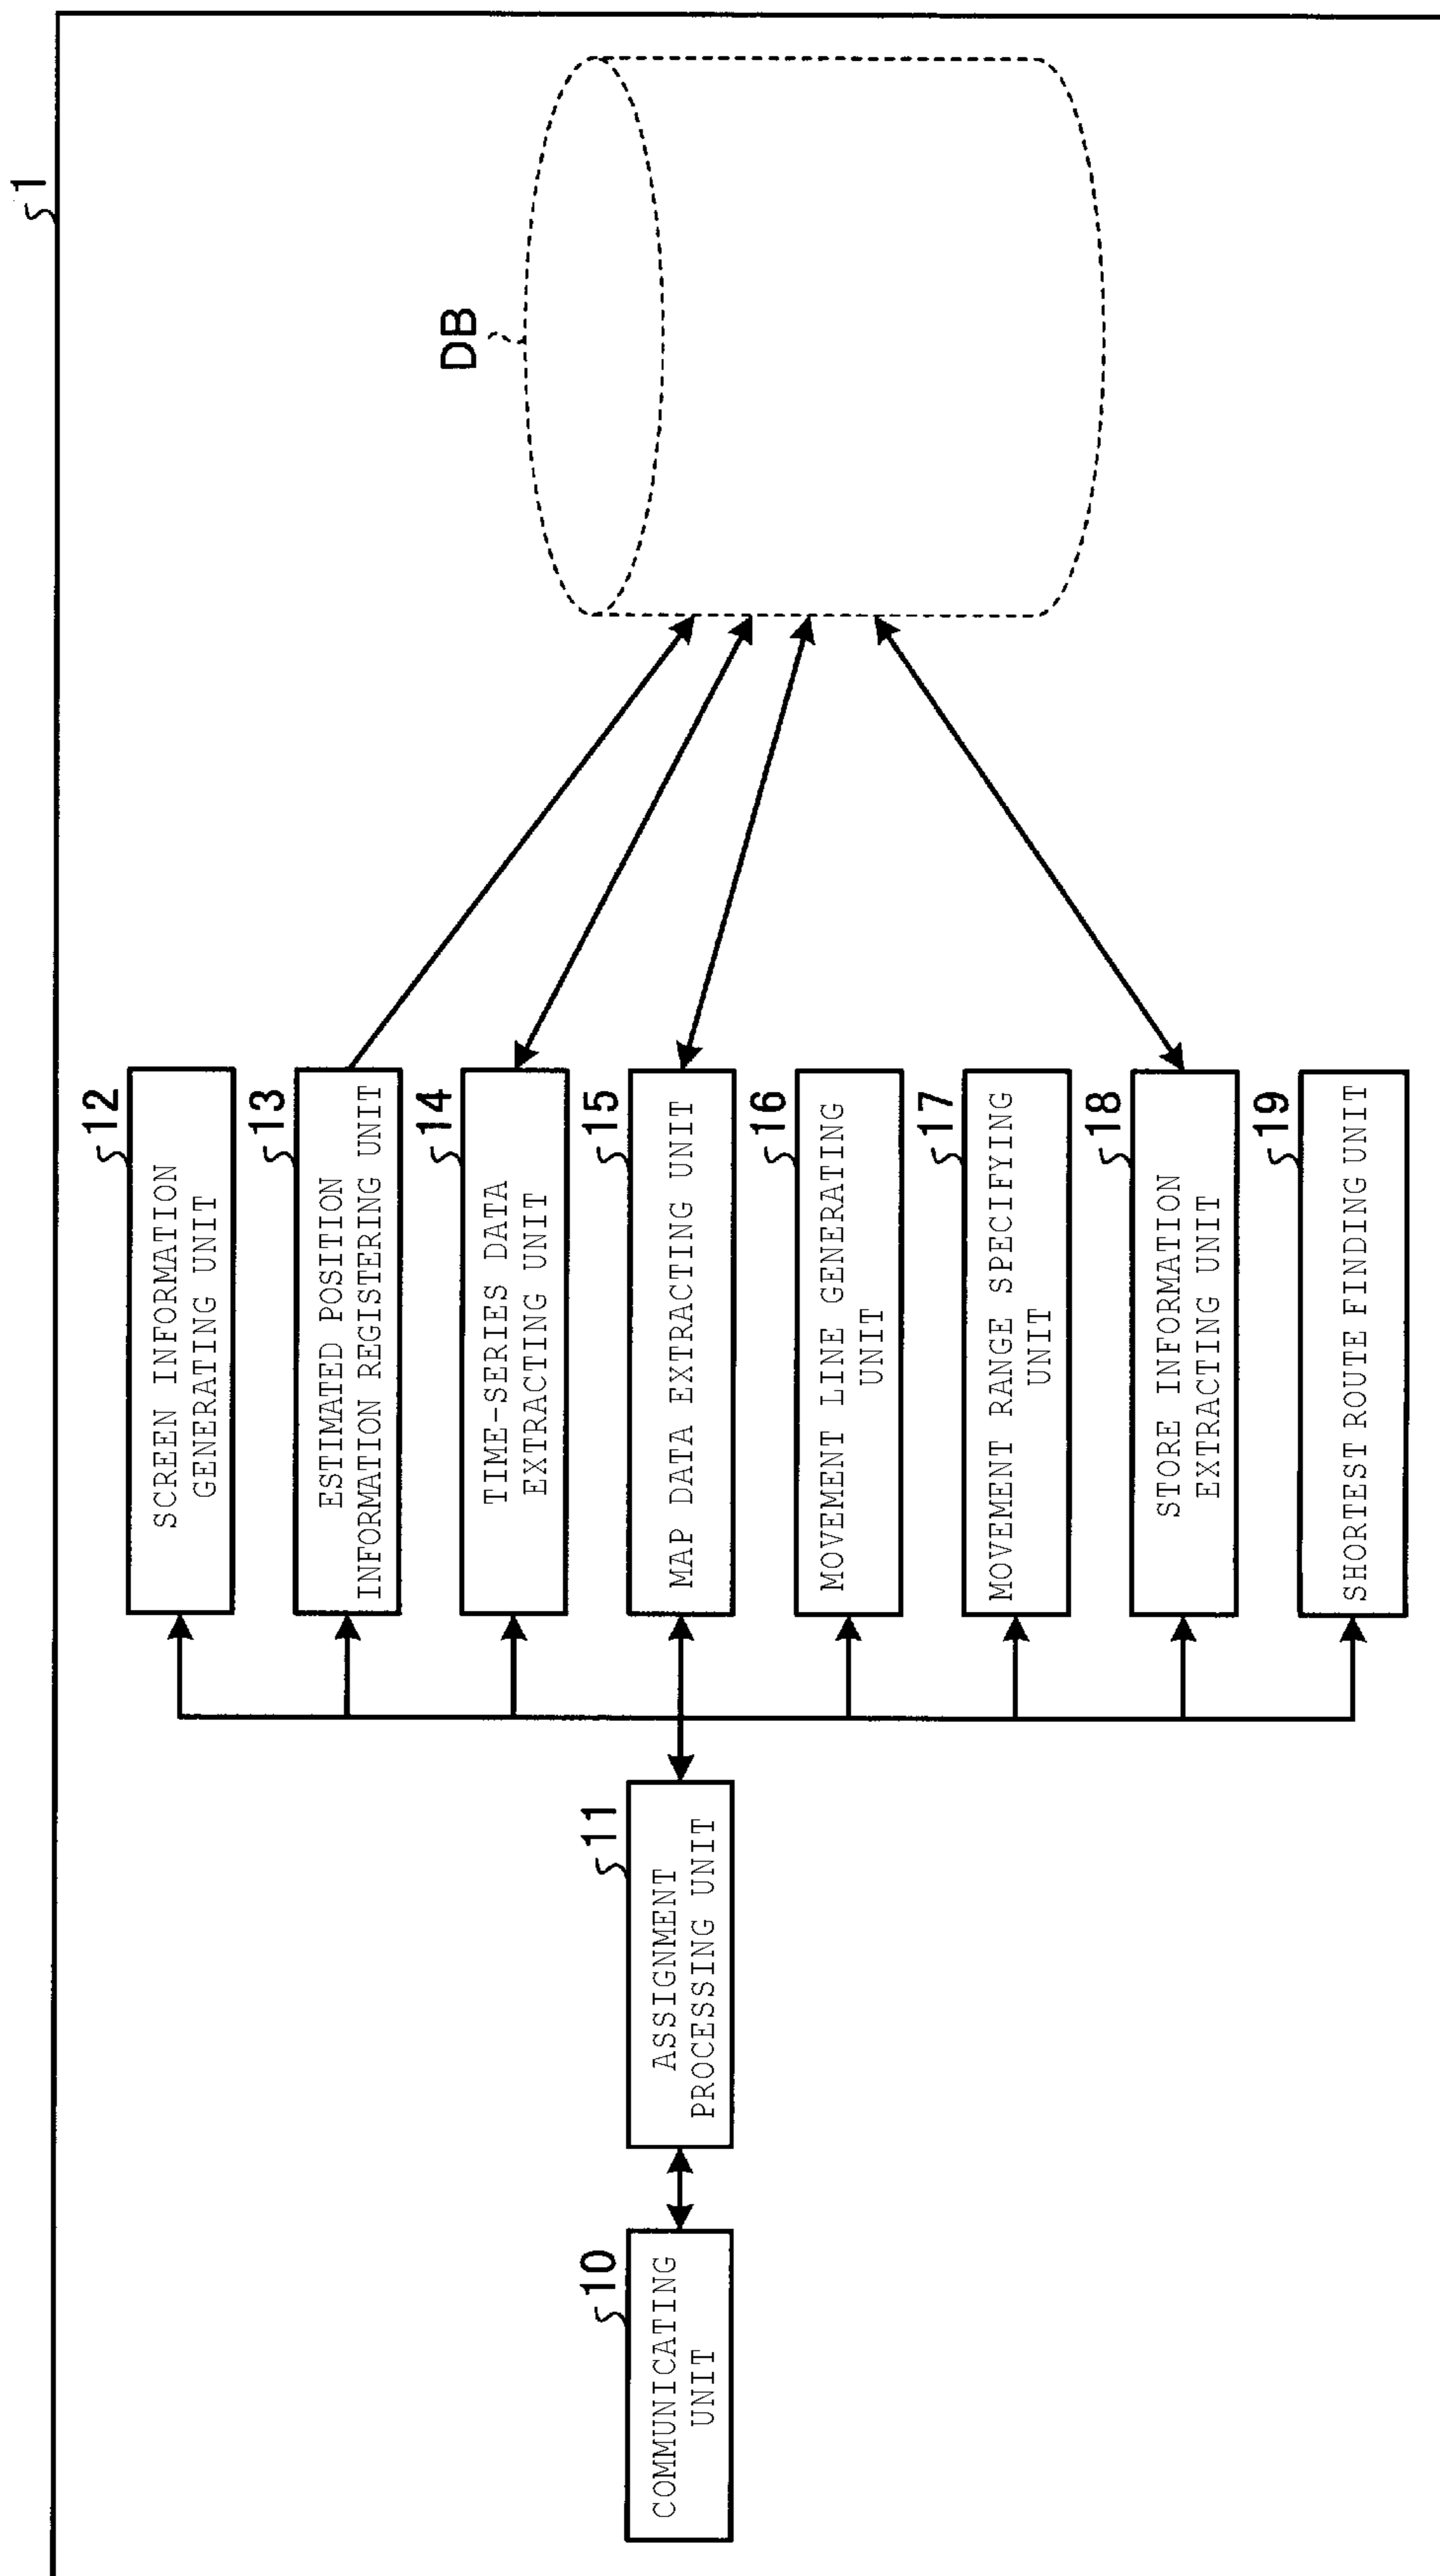 1
DB
12
SCREEN INFORMATION
GENERATING UNIT
13
ESTIMATED POSITION
INFORMATION REGISTERING UNIT
14
TIME-SERIES DATA
EXTRACTING UNIT
15
MAP DATA EXTRACTING UNIT
16
MOVEMENT LINE GENERATING
UNIT
17
MOVEMENT RANGE SPECIFYING
UNIT
18
STORE INFORMATION
EXTRACTING UNIT
19
SHORTEST ROUTE FINDING UNIT
11
ASSIGNMENT
PROCESSING UNIT
10
COMMUNICATING
UNIT